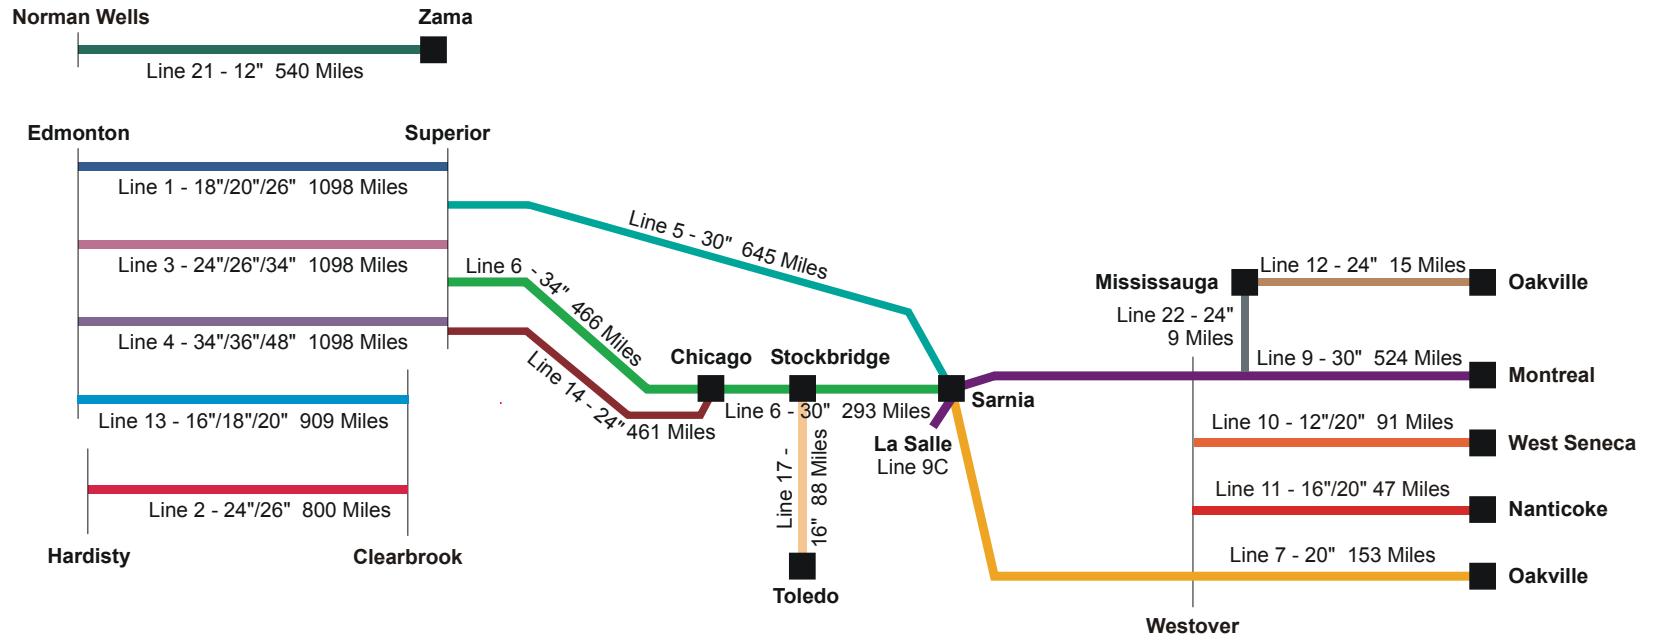 Norman Wells
Zama
Line 21 - 12" 540 Miles
Edmonton
Superior
Line 1 - 18"/20"/26" 1098 Miles
Line 3 - 24"/26"/34" 1098 Miles
Line 4 - 34"/36"/48" 1098 Miles
Line 13 - 16"/18"/20" 909 Miles
Line 2 - 24"/26" 800 Miles
Hardisty
Clearbrook
Line 5 - 30" 645 Miles
Line 6 - 34" 466 Miles
Line 14 - 24" 461 Miles
Chicago
Stockbridge
Line 6 - 30" 293 Miles
Line 17 -
16" 88 Miles
Toledo
Sarnia
La Salle
Line 9C
Mississauga
Line 12 - 24" 15 Miles
Oakville
Line 22 - 24"
9 Miles
Line 9 - 30" 524 Miles
Montreal
Line 10 - 12"/20" 91 Miles
West Seneca
Line 11 - 16"/20" 47 Miles
Nanticoke
Line 7 - 20" 153 Miles
Oakville
Westover